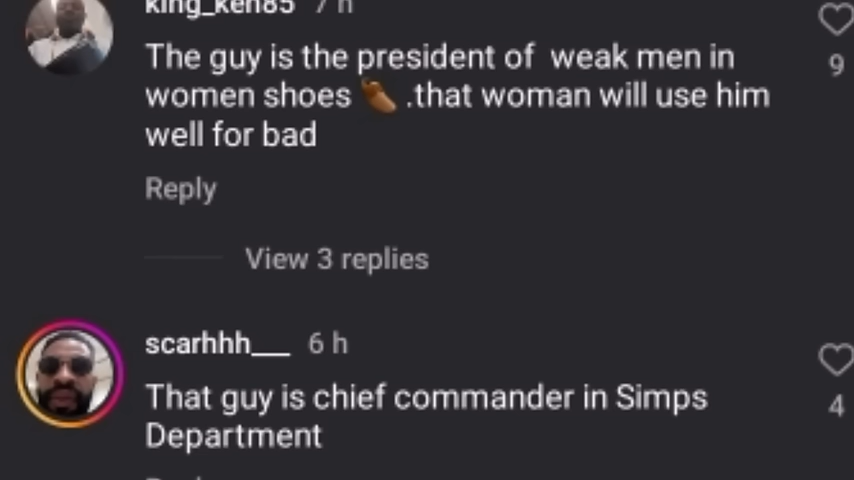 king_ken85 7 h
The guy is the president of weak men in
9
women shoes 👞 .that woman will use him
well for bad
Reply
View 3 replies
scarhhh___ 6 h
That guy is chief commander in Simps
4
Department